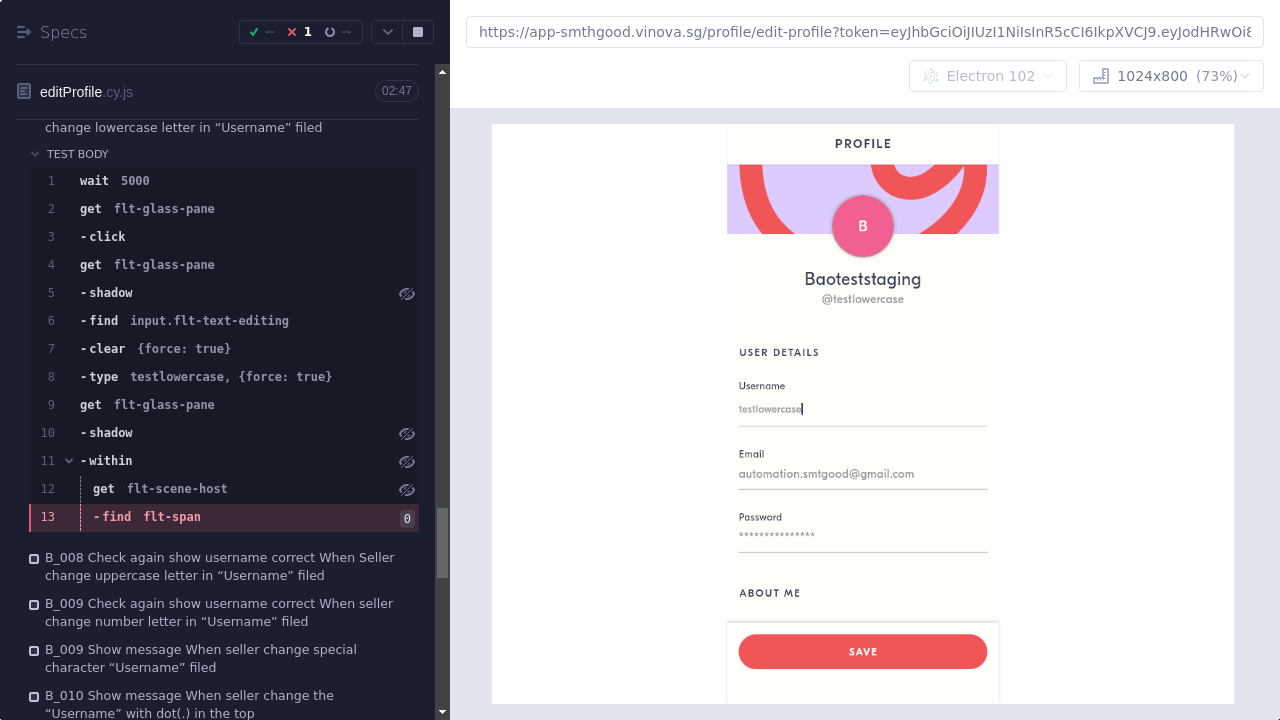 Specs
-- 1 --
editProfile.cy.js 02:47
change lowercase letter in “Username” filed
TEST BODY
1 wait 5000
2 get flt-glass-pane
3 -click
4 get flt-glass-pane
5 -shadow
6 -find input.flt-text-editing
7 -clear {force: true}
8 -type testlowercase, {force: true}
9 get flt-glass-pane
10 -shadow
11 -within
12 get flt-scene-host
13 -find flt-span 0
B_008 Check again show username correct When Seller
change uppercase letter in “Username” filed
B_009 Check again show username correct When seller
change number letter in “Username” filed
B_009 Show message When seller change special
character “Username” filed
B_010 Show message When seller change the
“Username” with dot(.) in the top
https://app-smthgood.vinova.sg/profile/edit-profile?token=eyJhbGciOiJIUzI1NiIsInR5cCI6IkpXVCJ9.eyJodHRwOi8
Electron 102
1024x800 (73%)
PROFILE
B
Baoteststaging
@testlowercase
USER DETAILS
Username
testlowercase
Email
automation.smtgood@gmail.com
Password
***************
ABOUT ME
SAVE